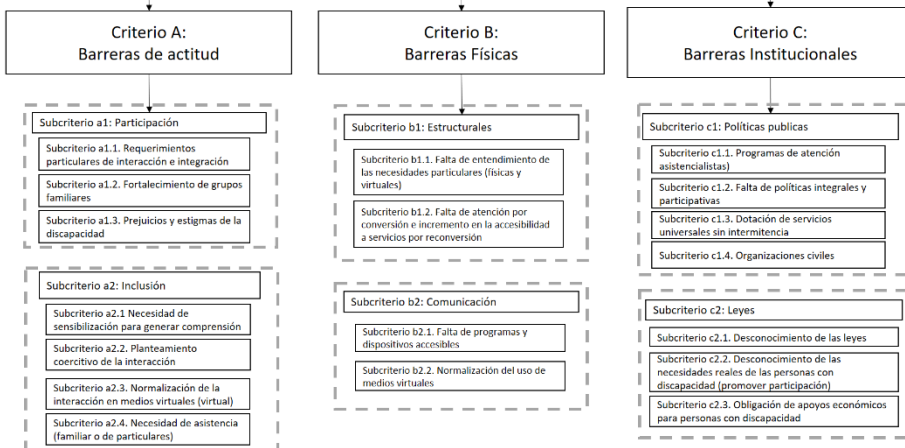 Criterio A:
Barreras de actitud
Subcriterio a1: Participación
Subcriterio a1.1. Requerimientos
particulares de interacción e integración
Subcriterio a1.2. Fortalecimiento de grupos
familiares
Subcriterio a1.3. Prejuicios y estigmas de la
discapacidad
Subcriterio a2: Inclusión
Subcriterio a2.1 Necesidad de
sensibilización para generar comprensión
Subcriterio a2.2. Planteamiento
coercitivo de la interacción
Subcriterio a2.3. Normalización de la
interacción en medios virtuales (virtual)
Subcriterio a2.4. Necesidad de asistencia
(familiar o de particulares)
Criterio B:
Barreras Físicas
Subcriterio b1: Estructurales
Subcriterio b1.1. Falta de entendimiento de
las necesidades particulares (físicas y
virtuales)
Subcriterio b1.2. Falta de atención por
conversión e incremento en la accesibilidad
a servicios por reconversión
Subcriterio b2: Comunicación
Subcriterio b2.1. Falta de programas y
dispositivos accesibles
Subcriterio b2.2. Normalización del uso de
medios virtuales
Criterio C:
Barreras Institucionales
Subcriterio c1: Políticas publicas
Subcriterio c1.1. Programas de atención
asistencialistas)
Subcriterio c1.2. Falta de políticas integrales y
participativas
Subcriterio c1.3. Dotación de servicios
universales sin intermitencia
Subcriterio c1.4. Organizaciones civiles
Subcriterio c2: Leyes
Subcriterio c2.1. Desconocimiento de las leyes
Subcriterio c2.2. Desconocimiento de las
necesidades reales de las personas con
discapacidad (promover participación)
Subcriterio c2.3. Obligación de apoyos económicos
para personas con discapacidad